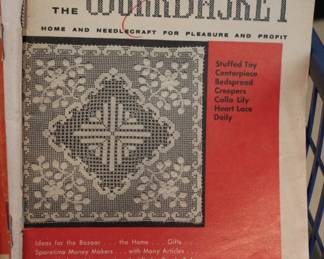 THE WORKBASKET
HOME AND NEEDLECRAFT FOR PLEASURE AND PROFIT
Stuffed Toy
Centerpiece
Bedspread
Creepers
Calla Lily
Heart Lace
Doily
Ideas for the Bazaar . . . the Home . . . Gifts
Sparetime Money Makers . . . with Many Articles